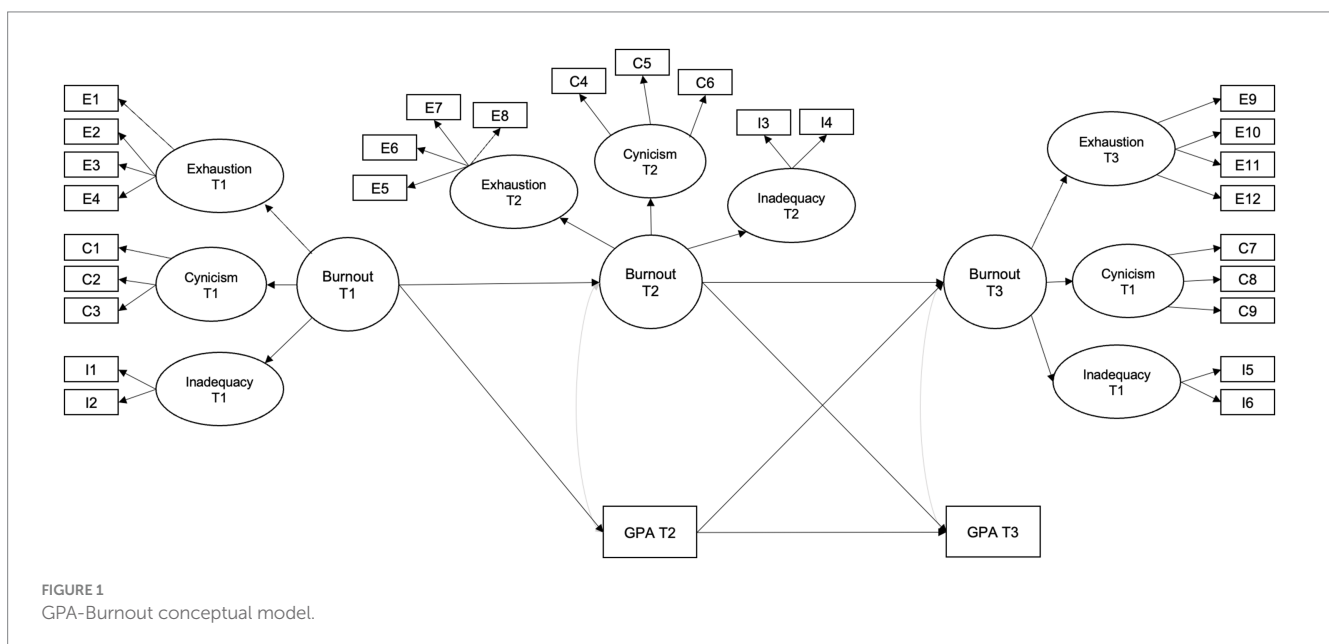 E1
E2
E3
E4
Exhaustion
T1
C1
C2
C3
Cynicism
T1
I1
I2
Inadequacy
T1
Burnout
T1
E5
E6
E7
E8
Exhaustion
T2
C4
C5
C6
Cynicism
T2
I3
I4
Inadequacy
T2
Burnout
T2
GPA T2
Burnout
T3
GPA T3
Exhaustion
T3
E9
E10
E11
E12
Cynicism
T1
C7
C8
C9
Inadequacy
T1
I5
I6
FIGURE 1
GPA-Burnout conceptual model.